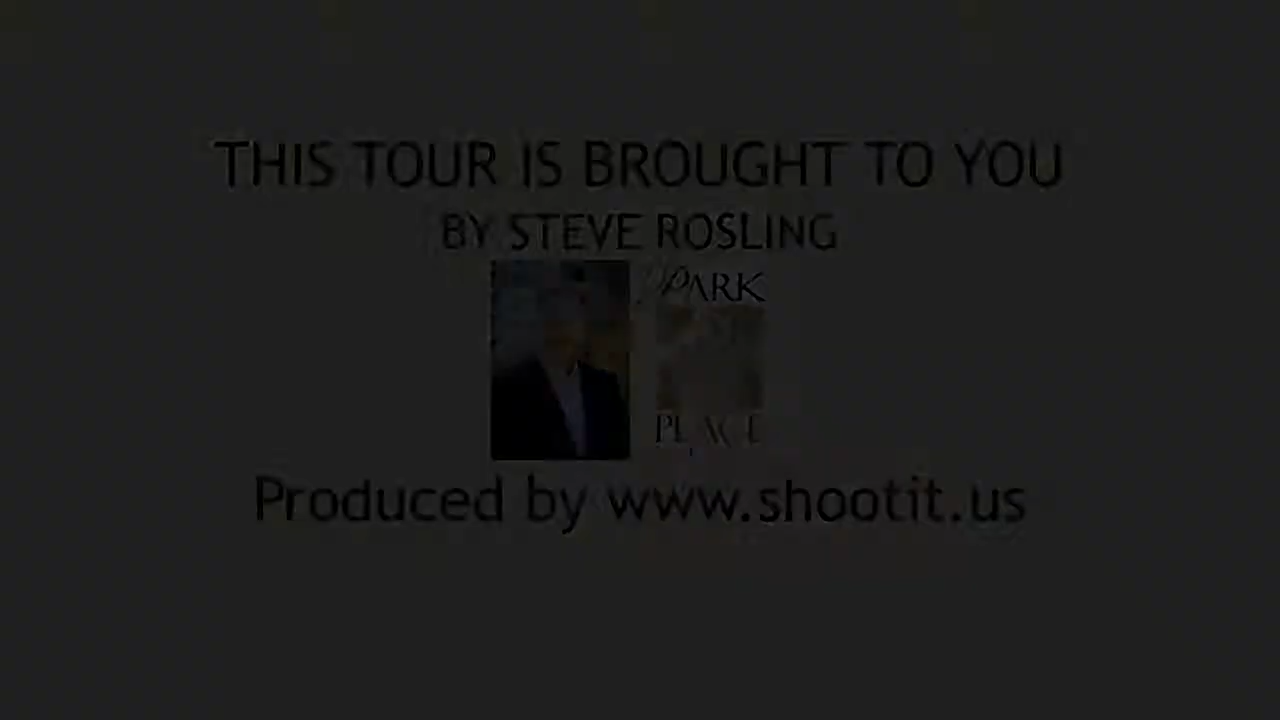 THIS TOUR IS BROUGHT TO YOU
BY STEVE ROSLING
PARK
PLACE
Produced by www.shootit.us